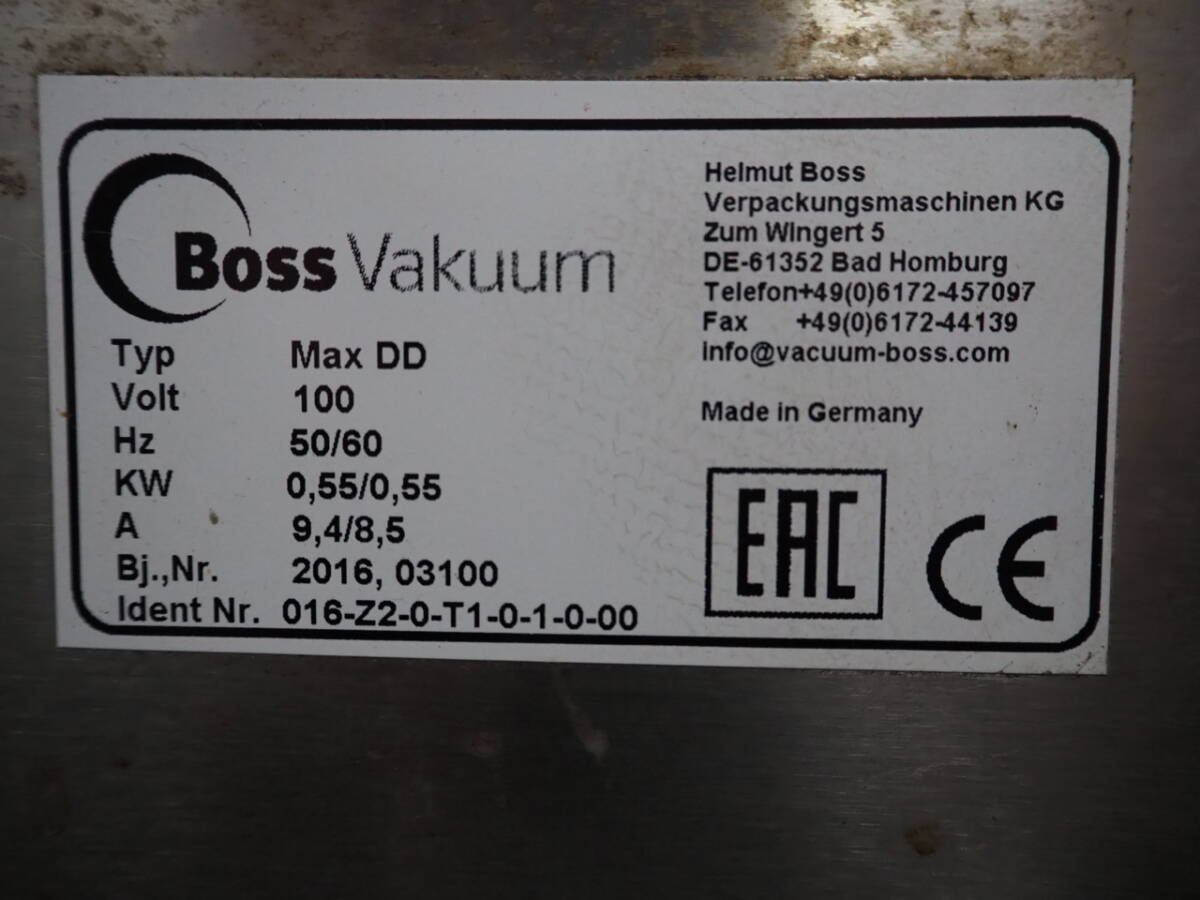 Boss Vakuum
Typ Max DD
Volt 100
Hz 50/60
KW 0,55/0,55
A 9,4/8,5
Bj.,Nr. 2016, 03100
Ident Nr. 016-Z2-0-T1-0-1-0-00
Helmut Boss
Verpackungsmaschinen KG
Zum Wingert 5
DE-61352 Bad Homburg
Telefon+49(0)6172-457097
Fax +49(0)6172-44139
info@vacuum-boss.com
Made in Germany
EAC CE